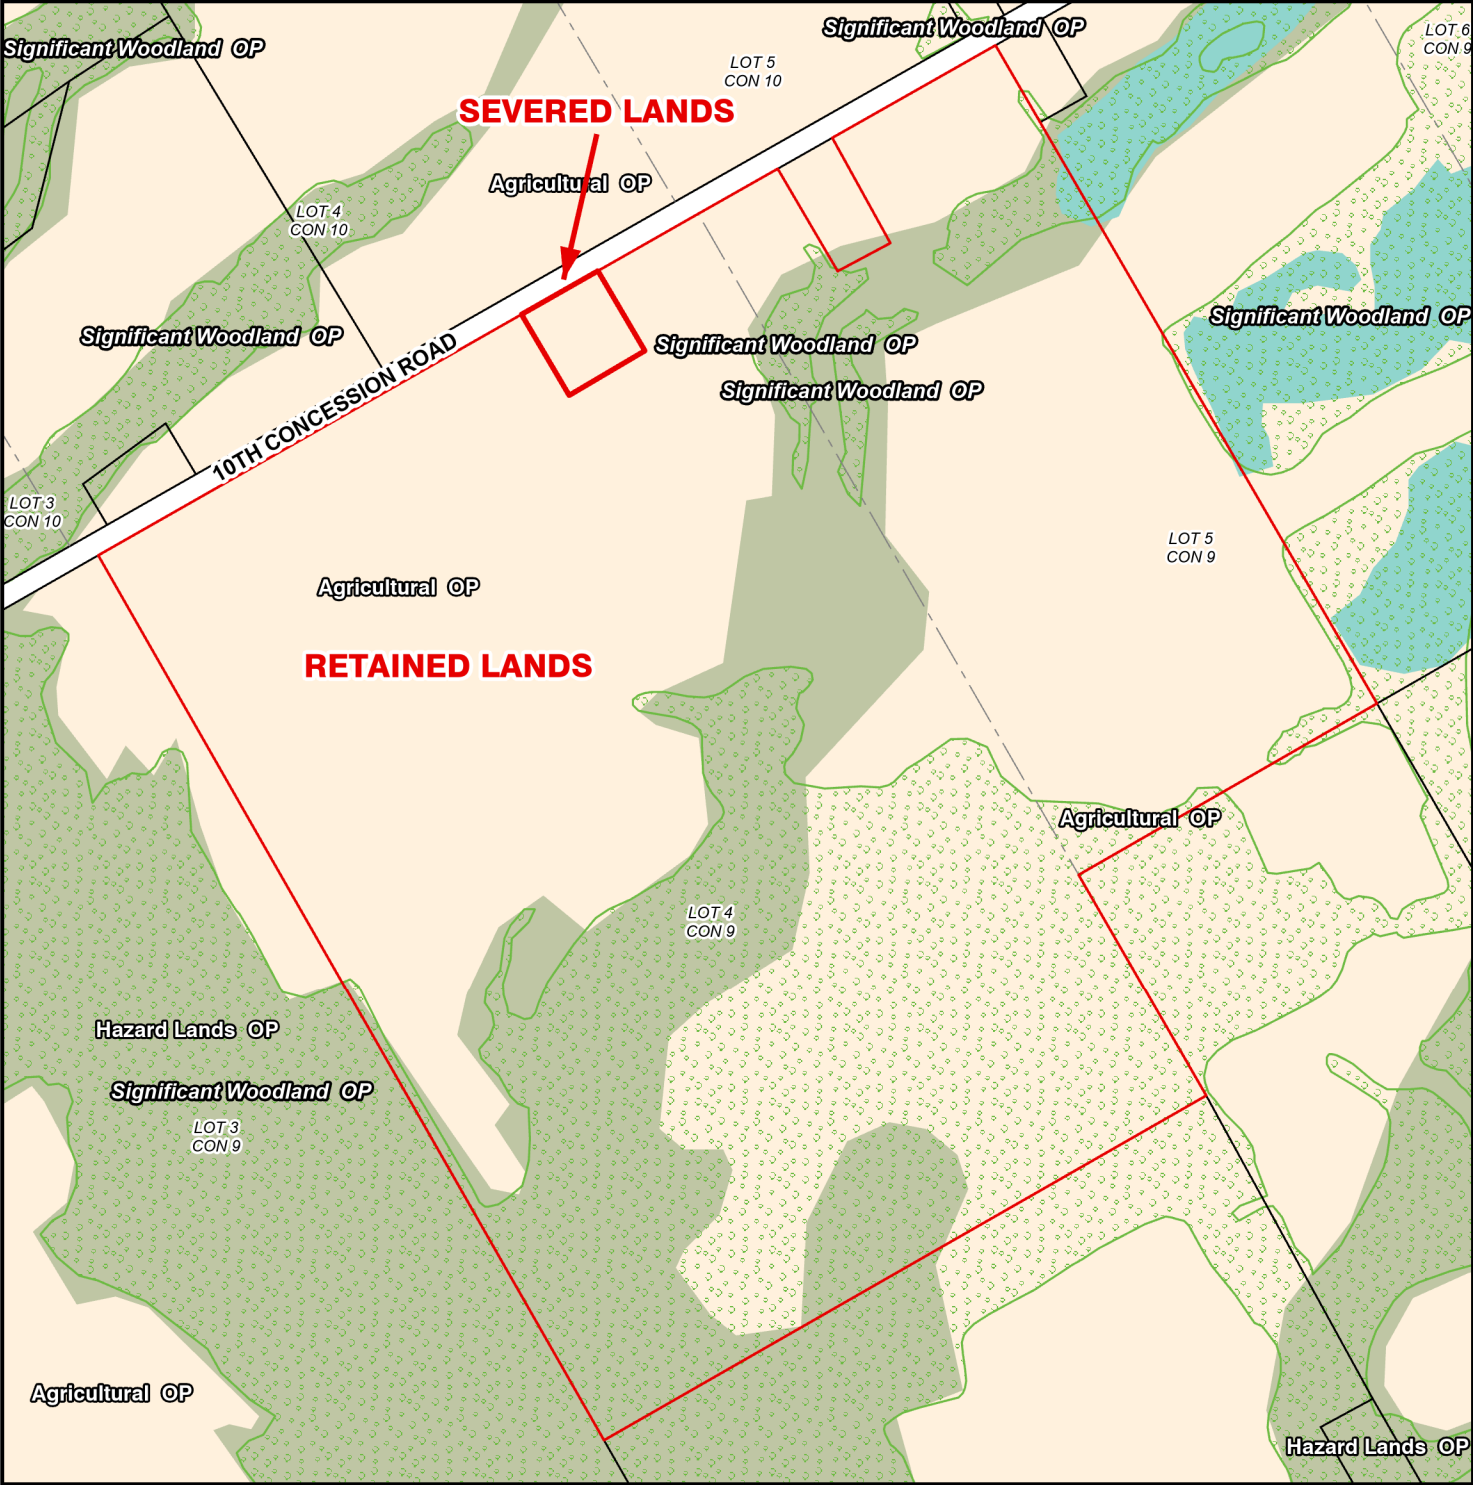 Significant Woodland OP
LOT 6
CON 9
Significant Woodland OP
LOT 5
CON 10
SEVERED LANDS
Agricultural OP
LOT 4
CON 10
Significant Woodland OP
Significant Woodland OP
Significant Woodland OP
10TH CONCESSION ROAD
Significant Woodland OP
LOT 3
CON 10
LOT 5
CON 9
Agricultural OP
RETAINED LANDS
Agricultural OP
LOT 4
CON 9
Hazard Lands OP
Significant Woodland OP
LOT 3
CON 9
Agricultural OP
Hazard Lands OP